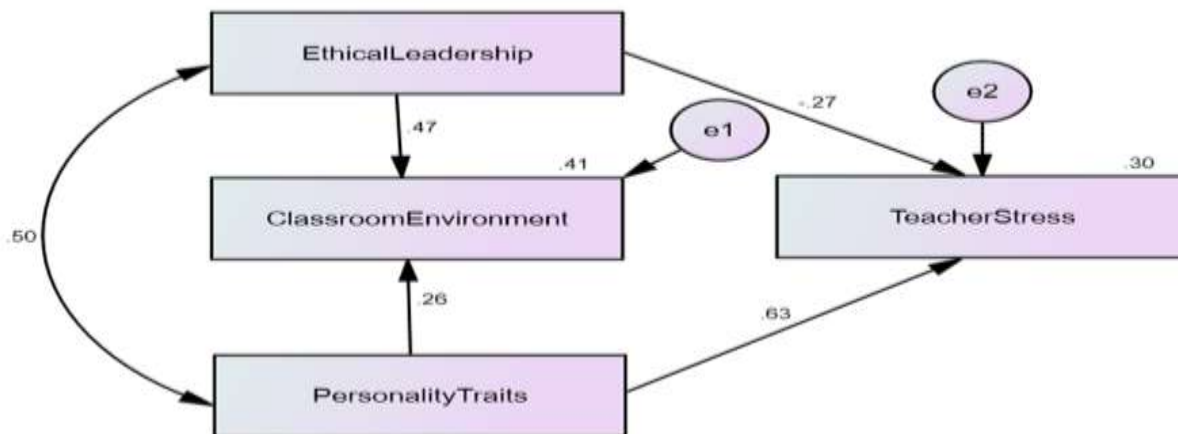 EthicalLeadership
e2
-.27
.47
e1
.41
.30
ClassroomEnvironment
TeacherStress
.50
.26
.63
PersonalityTraits